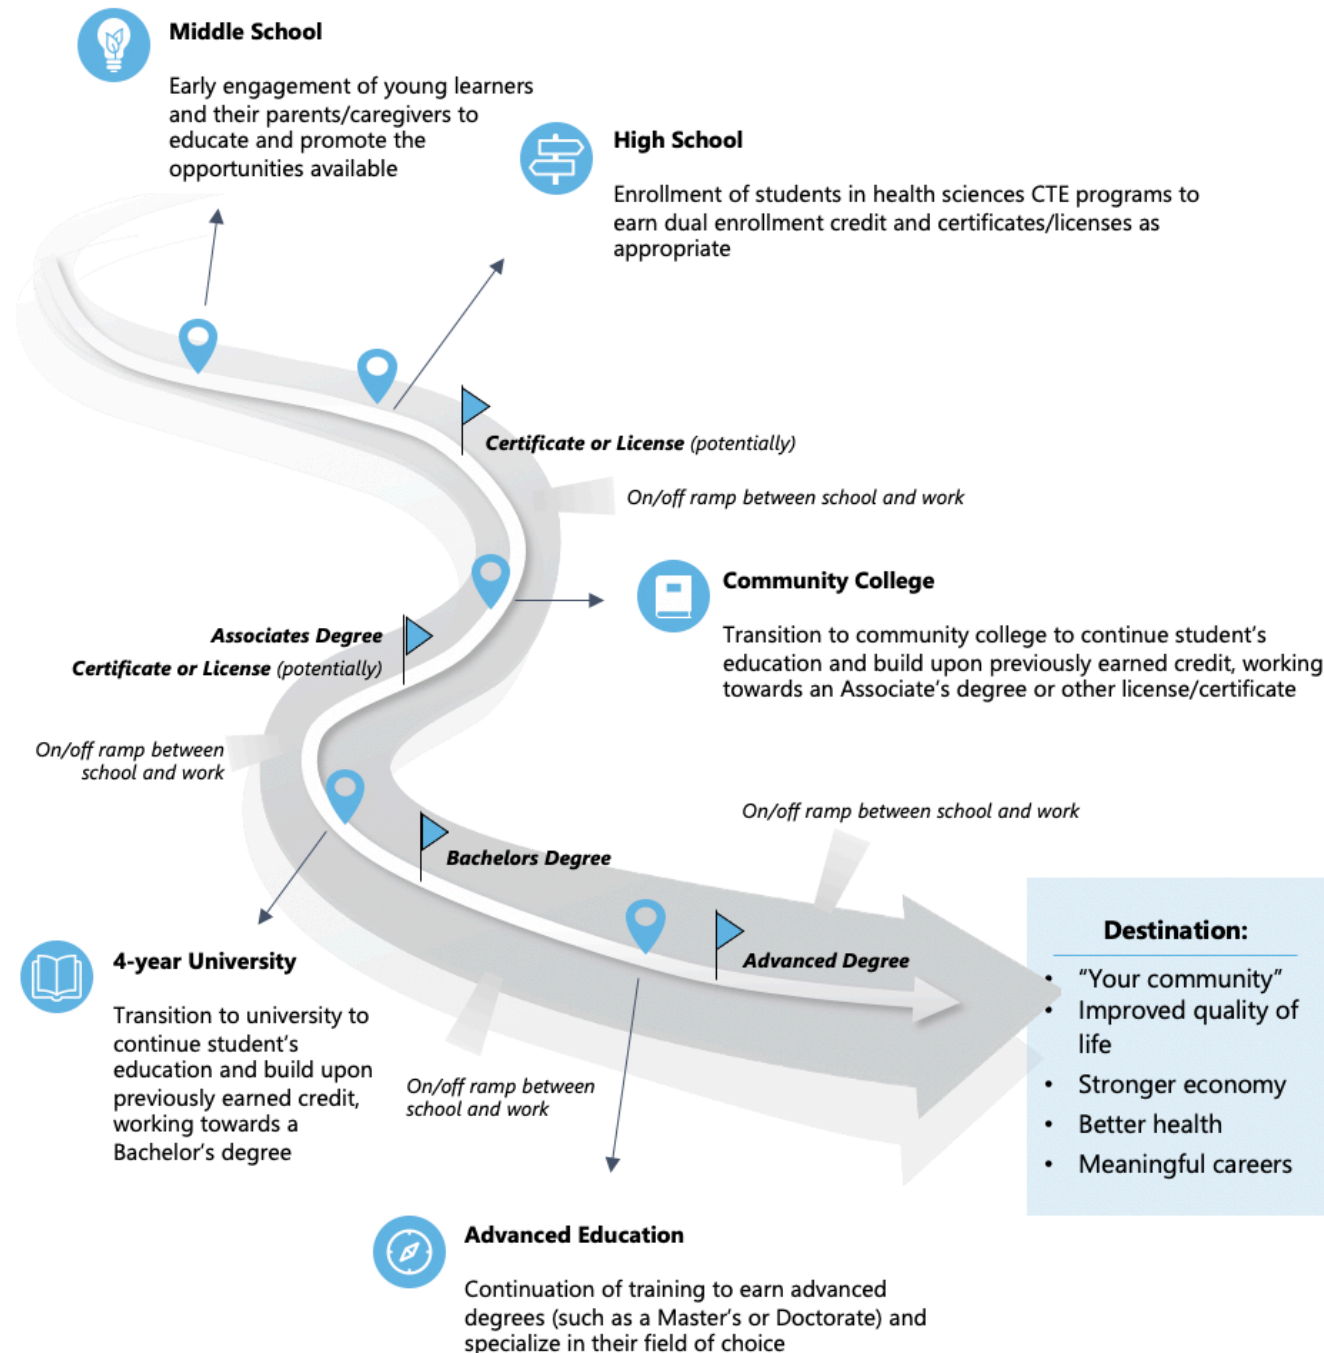 Middle School
Early engagement of young learners
and their parents/caregivers to
educate and promote the
opportunities available
High School
Enrollment of students in health sciences CTE programs to
earn dual enrollment credit and certificates/licenses as
appropriate
Certificate or License (potentially)
On/off ramp between school and work
Community College
Transition to community college to continue student’s
education and build upon previously earned credit, working
towards an Associate’s degree or other license/certificate
Associates Degree
Certificate or License (potentially)
On/off ramp between
school and work
On/off ramp between school and work
Bachelors Degree
4-year University
Transition to university to
continue student’s
education and build upon
previously earned credit,
working towards a
Bachelor’s degree
Advanced Degree
On/off ramp between
school and work
Destination:
• “Your community”
• Improved quality of
life
• Stronger economy
• Better health
• Meaningful careers
Advanced Education
Continuation of training to earn advanced
degrees (such as a Master’s or Doctorate) and
specialize in their field of choice